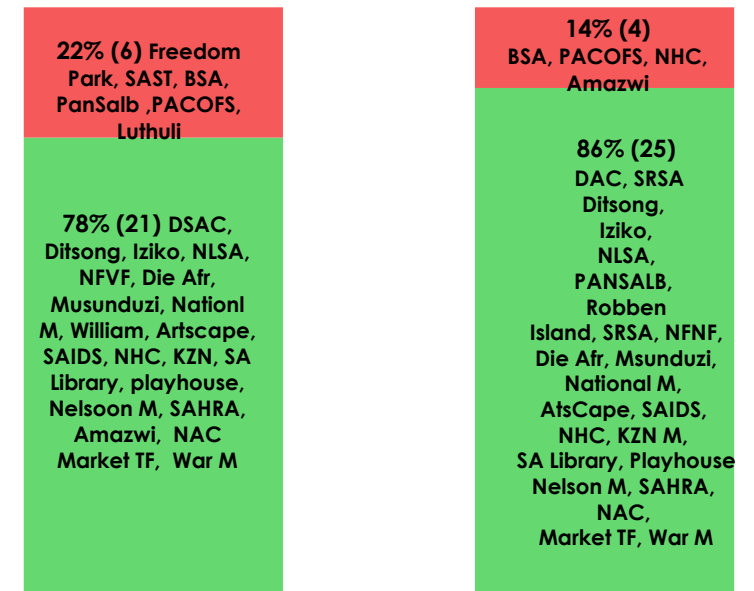 22% (6) Freedom
Park, SAST, BSA,
PanSalb ,PACOFS,
Luthuli
78% (21) DSAC,
Ditsong, Iziko, NLSA,
NFVF, Die Afr,
Musunduzi, Nationl
M, William, Artscape,
SAIDS, NHC, KZN, SA
Library, playhouse,
Nelsoon M, SAHRA,
Amazwi, NAC
Market TF, War M
14% (4)
BSA, PACOFS, NHC,
Amazwi
86% (25)
DAC, SRSA
Ditsong,
Iziko,
NLSA,
PANSALB,
Robben
Island, SRSA, NFNF,
Die Afr, Msunduzi,
National M,
AtsCape, SAIDS,
NHC, KZN M,
SA Library, Playhouse
Nelson M, SAHRA,
NAC,
Market TF, War M